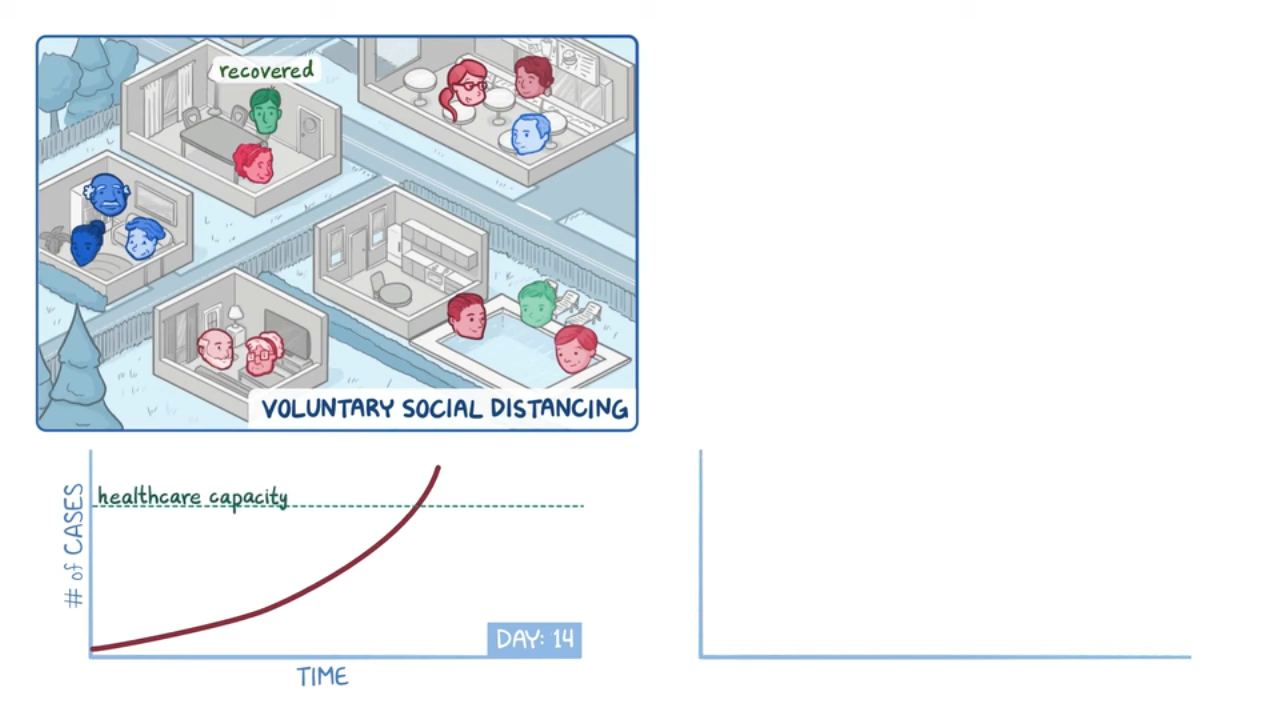 recovered
VOLUNTARY SOCIAL DISTANCING
healthcare capacity
# of CASES
DAY: 14
TIME